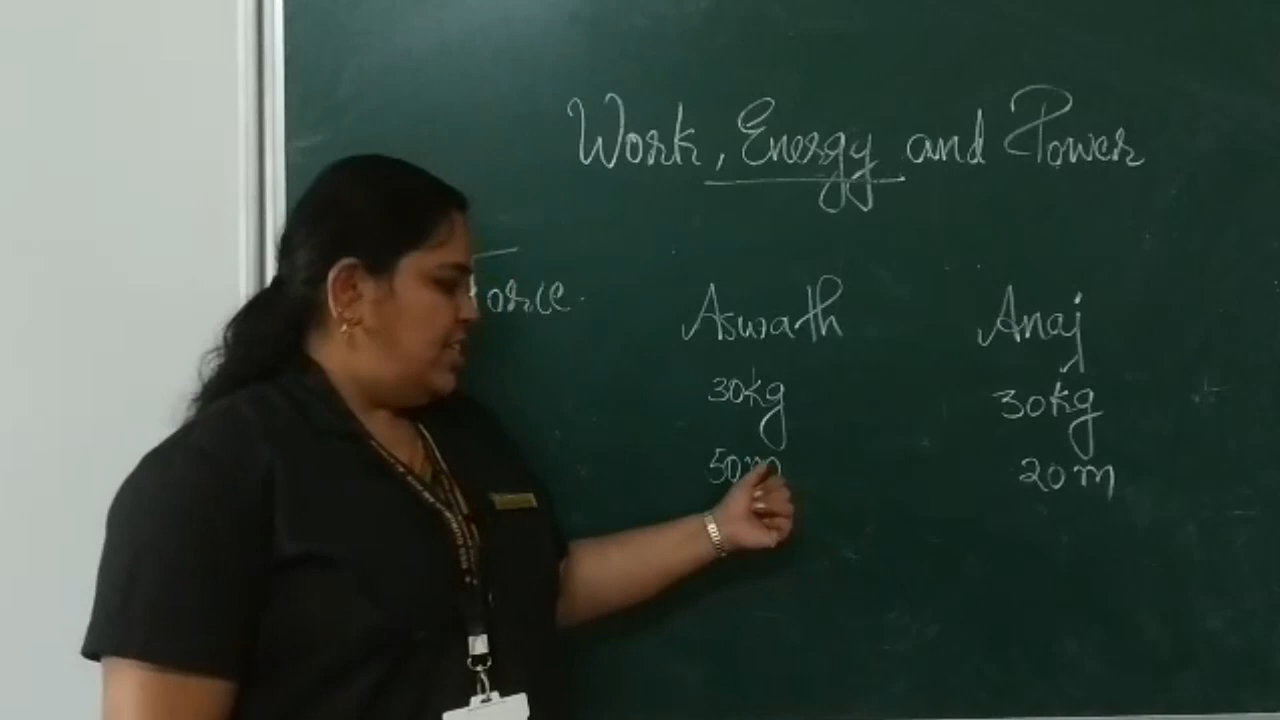 Work, Energy and Power
orce.
Aswath Anaj
30kg 30kg
50m 20m